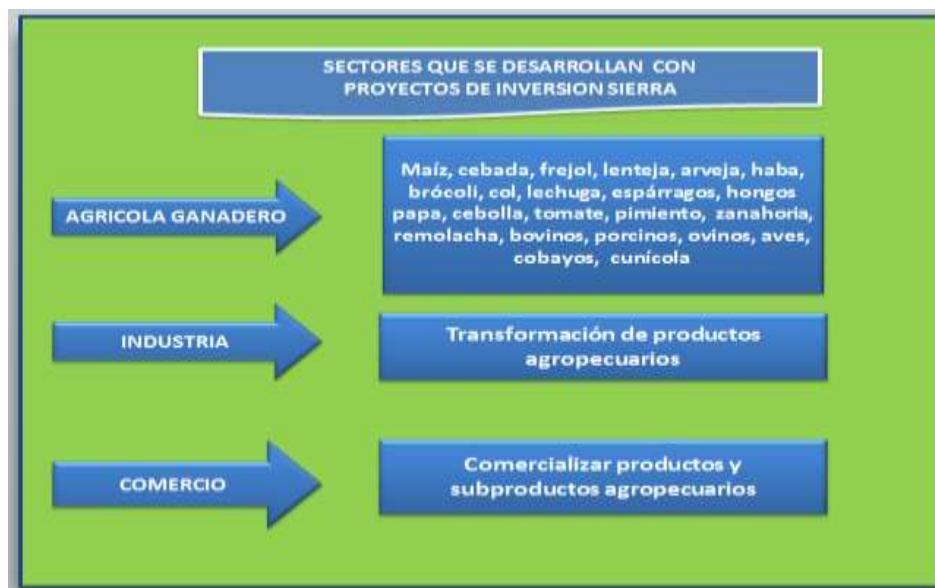 SECTORES QUE SE DESARROLLAN CON
PROYECTOS DE INVERSION SIERRA
AGRICOLA GANADERO
Maíz, cebada, frejol, lenteja, arveja, haba,
brócoli, col, lechuga, espárragos, hongos
papa, cebolla, tomate, pimiento, zanahoria,
remolacha, bovinos, porcinos, ovinos, aves,
cobayos, cunícola
INDUSTRIA
Transformación de productos
agropecuarios
COMERCIO
Comercializar productos y
subproductos agropecuarios